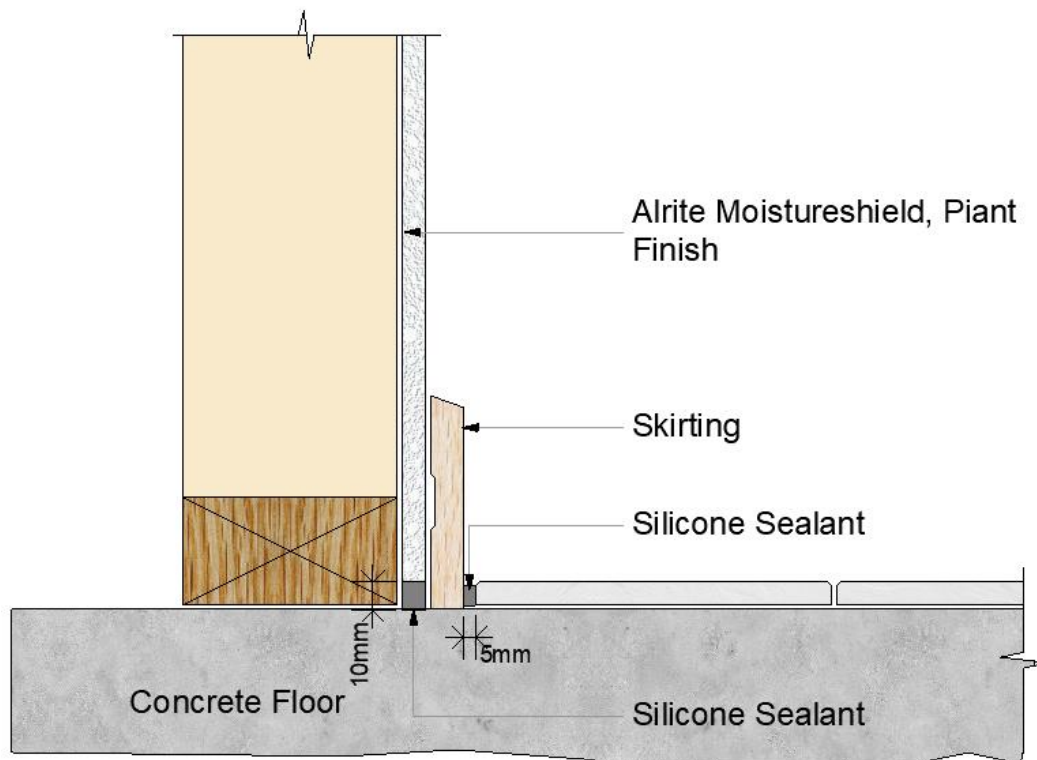 Alrite Moistureshield, Piant
Finish
Skirting
Silicone Sealant
10mm
5mm
Concrete Floor
Silicone Sealant